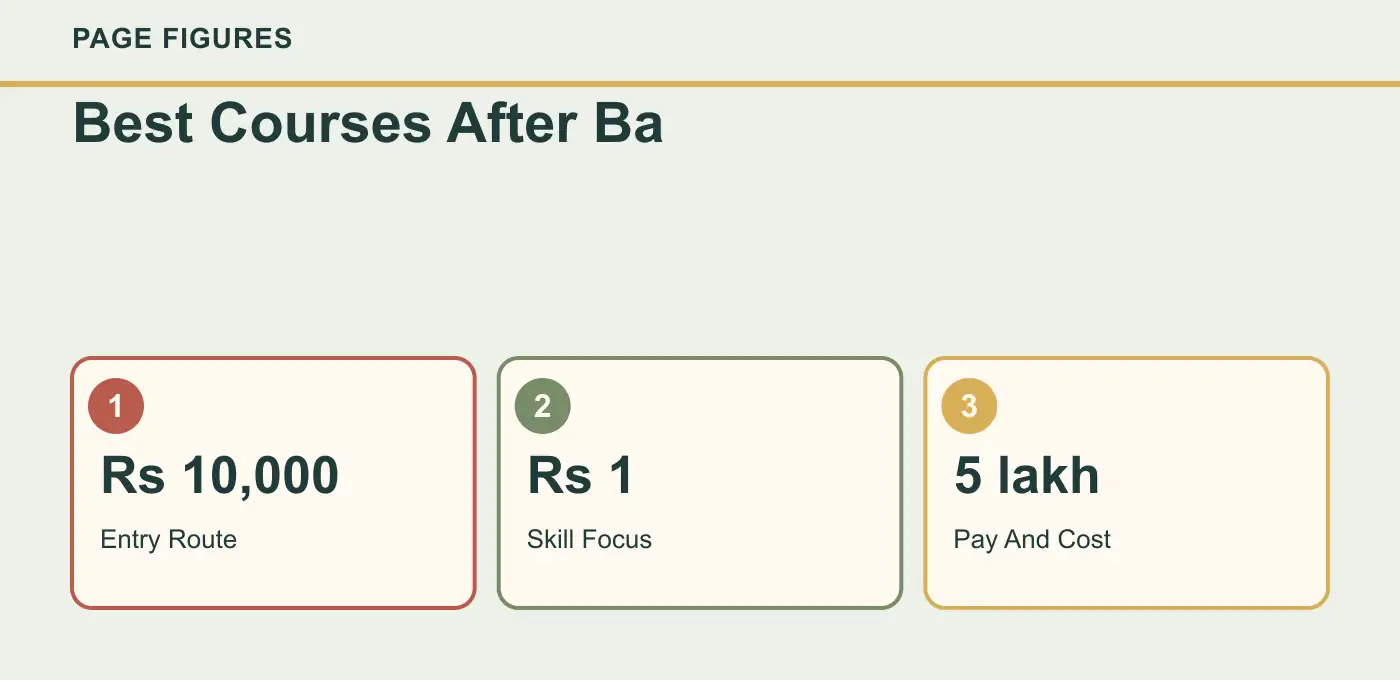 PAGE FIGURES
Best Courses After Ba
1
Rs 10,000
Entry Route
2
Rs 1
Skill Focus
3
5 lakh
Pay And Cost